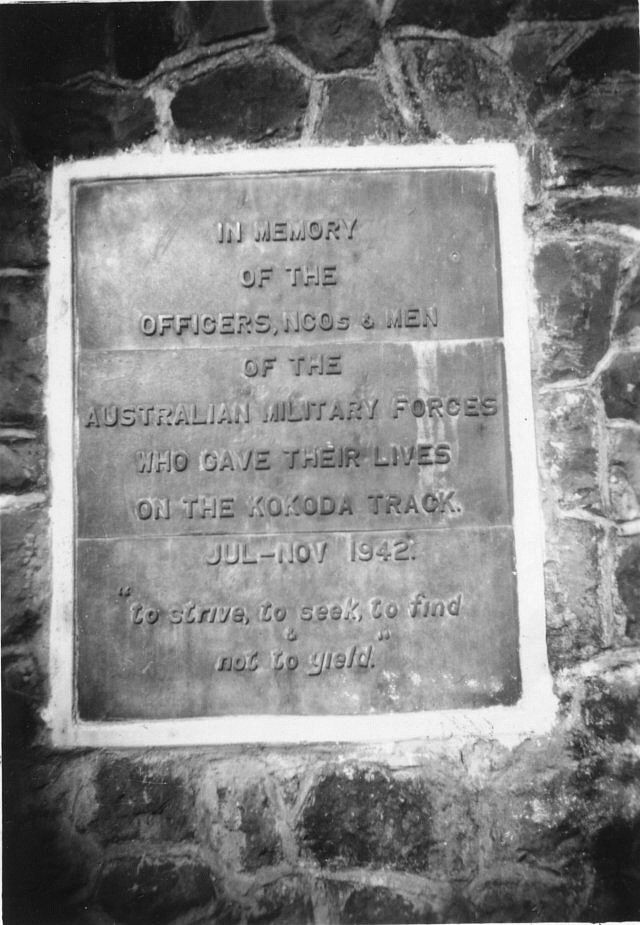 IN MEMORY
OF THE
OFFICERS, NCOs & MEN
OF THE
AUSTRALIAN MILITARY FORCES
WHO GAVE THEIR LIVES
ON THE KOKODA TRACK.
JUL-NOV 1942.
"to strive, to seek, to find
&
not to yield."